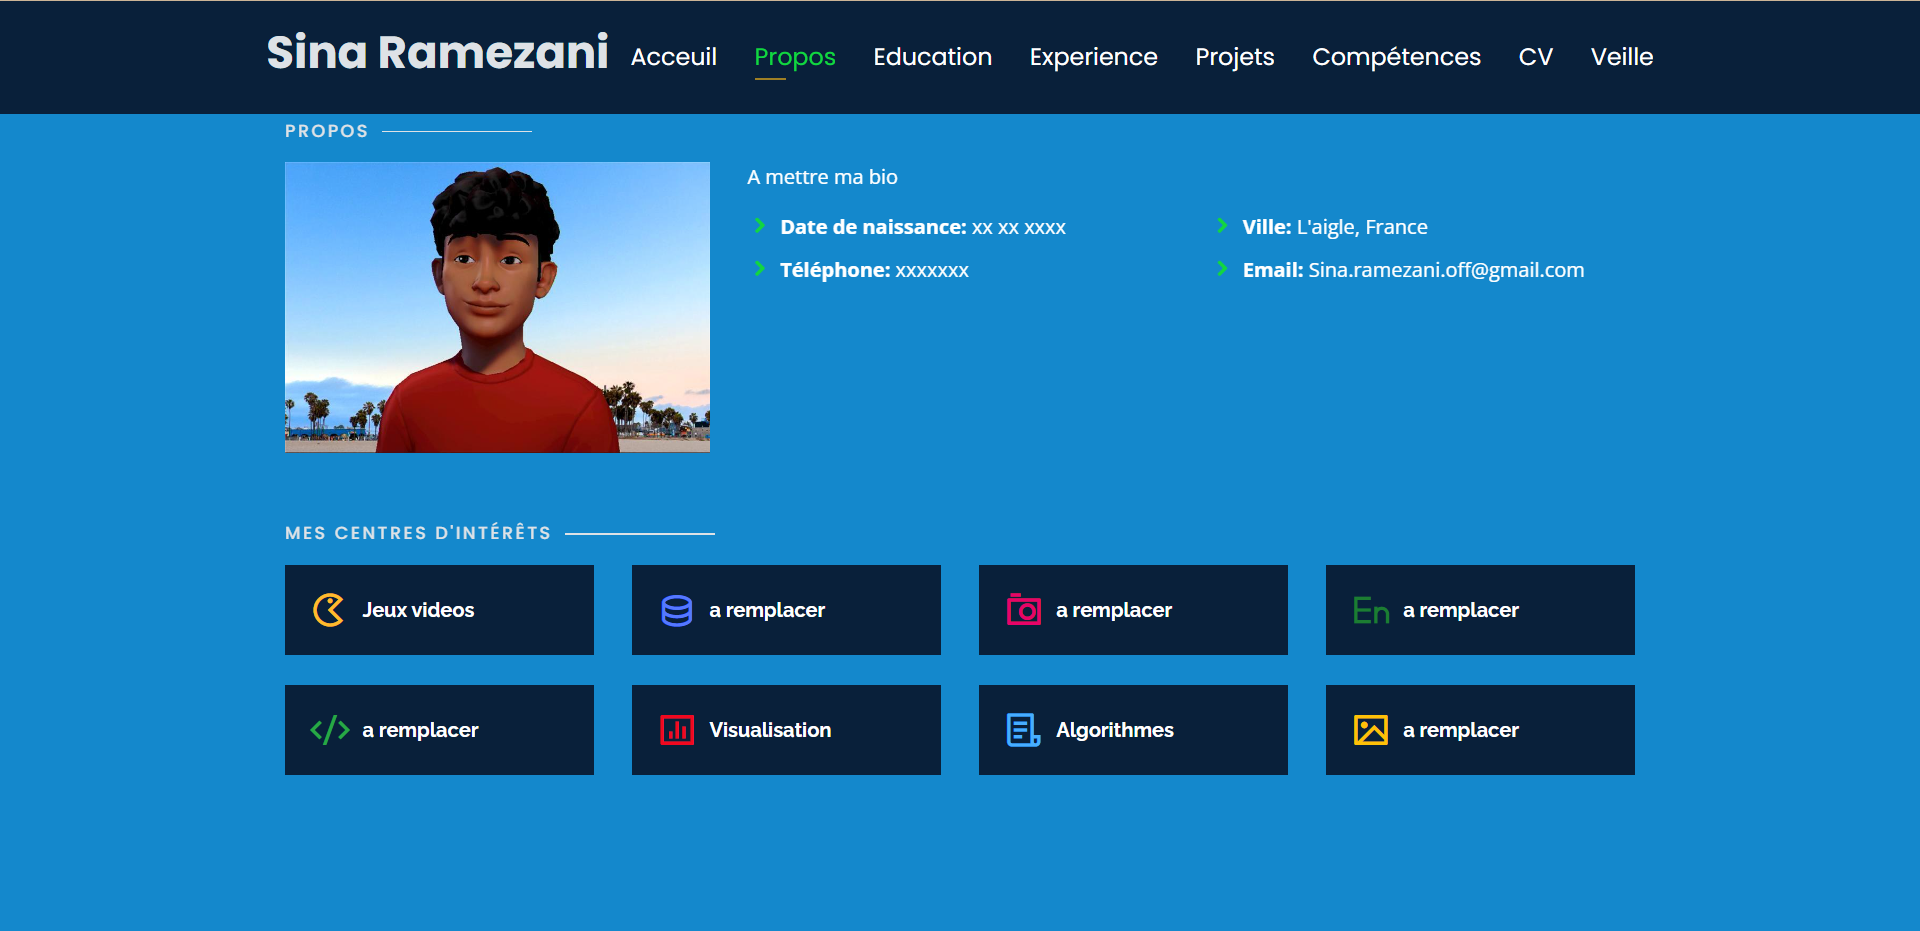 Sina Ramezani Acceuil Propos Education Experience Projets Compétences CV Veille
PROPOS
A mettre ma bio
Date de naissance: xx xx xxxx
Ville: L'aigle, France
Téléphone: xxxxxxx
Email: Sina.ramezani.off@gmail.com
MES CENTRES D'INTÉRÊTS
Jeux videos
a remplacer
a remplacer
En a remplacer
a remplacer
Visualisation
Algorithmes
a remplacer